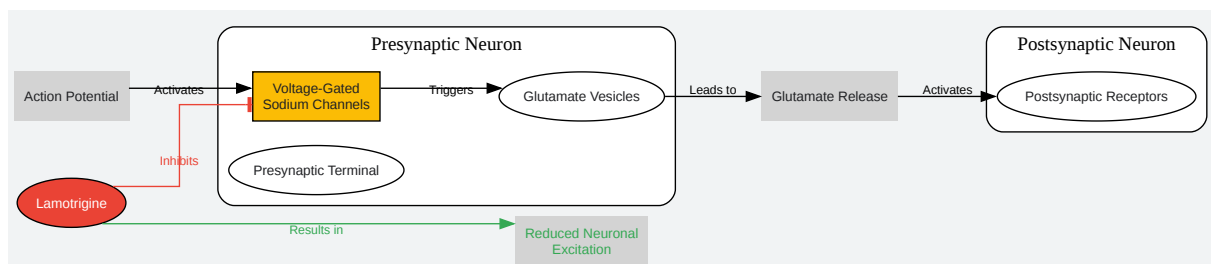 Presynaptic Neuron
Postsynaptic Neuron
Action Potential
Activates
Voltage-Gated
Sodium Channels
Triggers
Glutamate Vesicles
Leads to
Glutamate Release
Activates
Postsynaptic Receptors
Inhibits
Presynaptic Terminal
Lamotrigine
Results in
Reduced Neuronal
Excitation